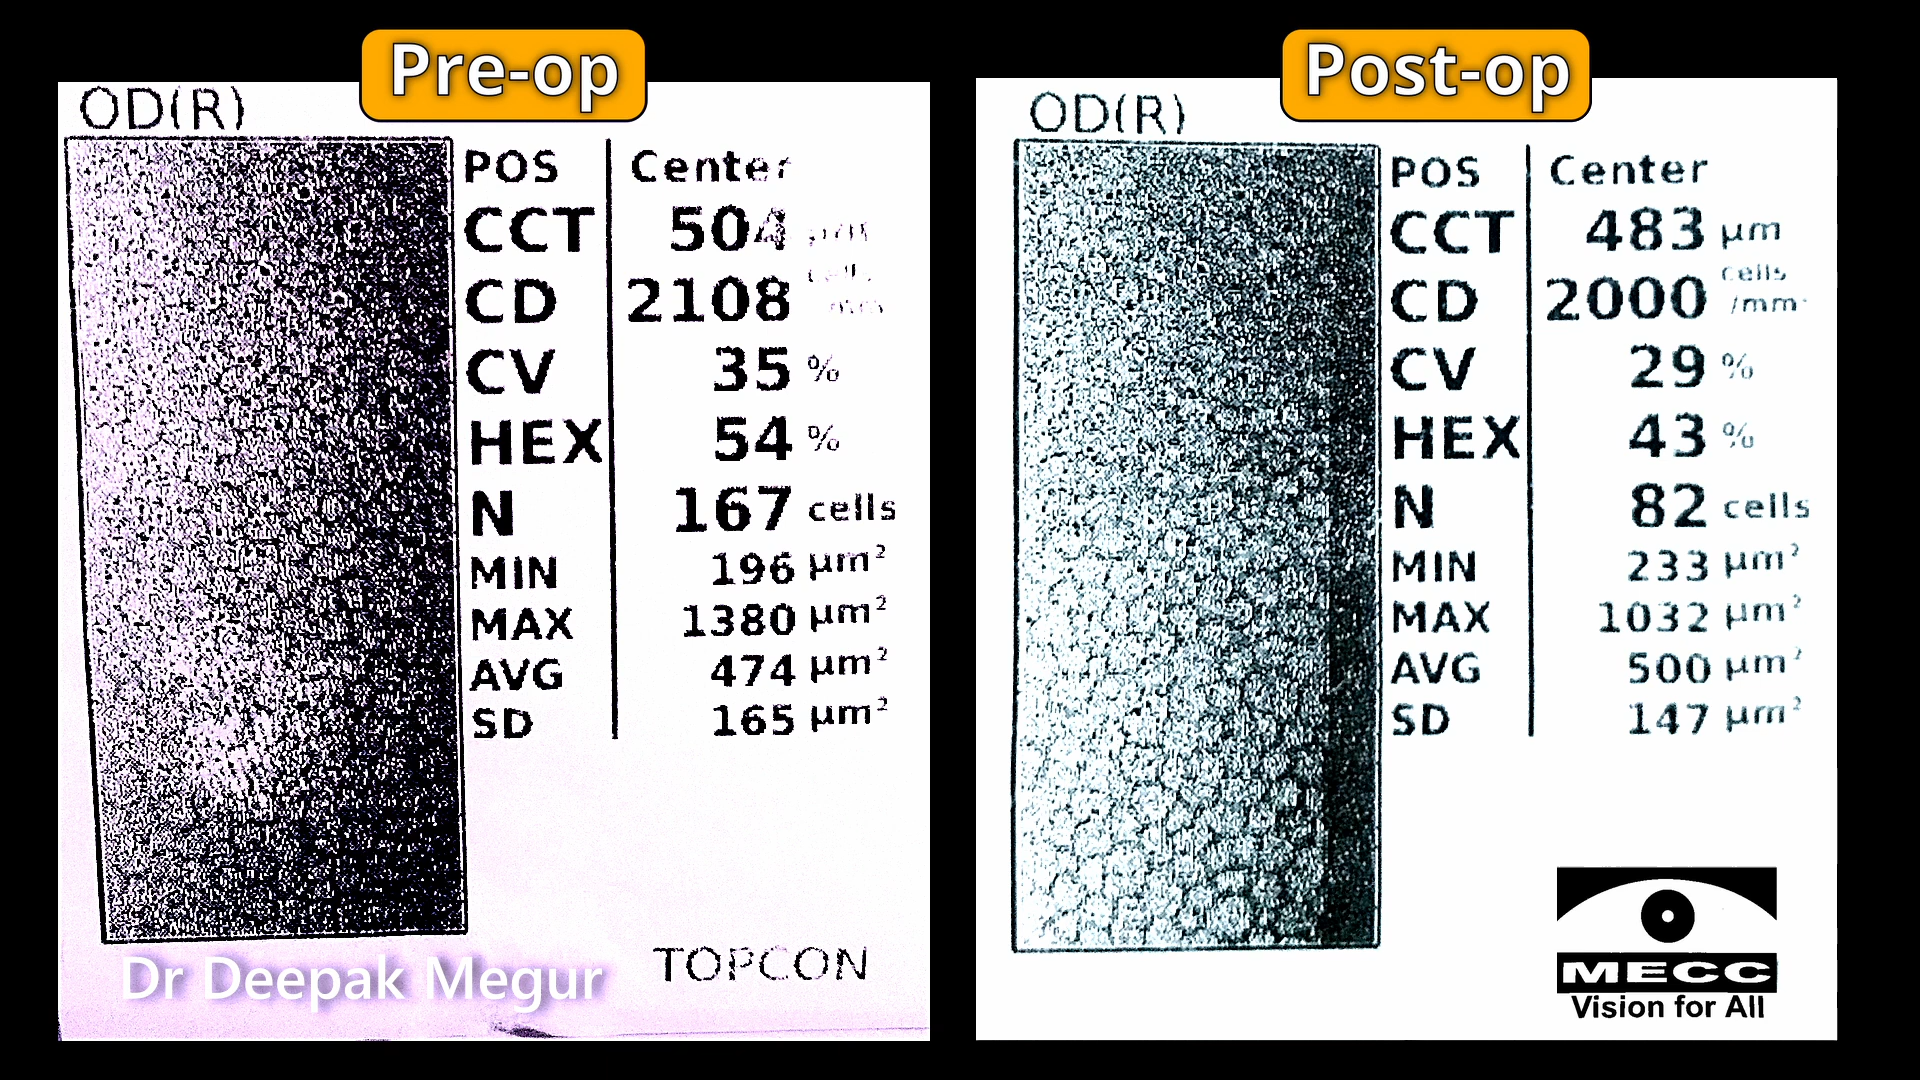 Pre-op
OD(R)
POS Center
CCT 504 μm
CD 2108 cells
CV 35 %
HEX 54 %
N 167 cells
MIN 196 μm²
MAX 1380 μm²
AVG 474 μm²
SD 165 μm²
Dr Deepak Megur
TOPCON
Post-op
OD(R)
POS Center
CCT 483 μm
CD 2000 cells /mm²
CV 29 %
HEX 43 %
N 82 cells
MIN 233 μm²
MAX 1032 μm²
AVG 500 μm²
SD 147 μm²
MECC
Vision for All